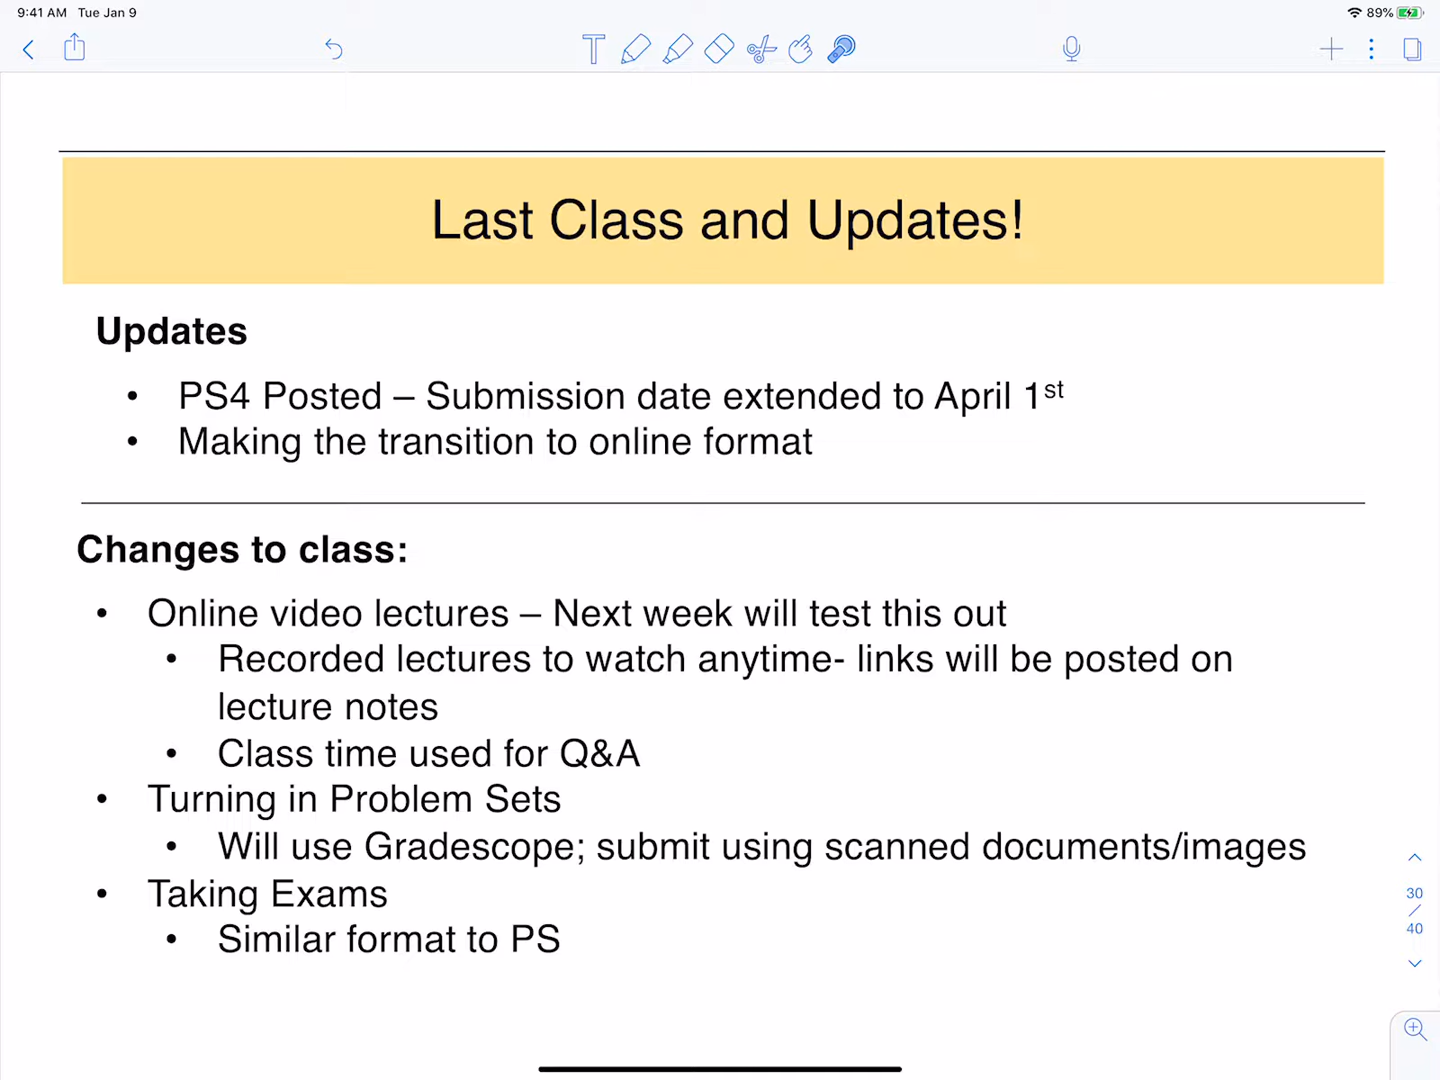 9:41 AM Tue Jan 9
89%
Last Class and Updates!
Updates
• PS4 Posted – Submission date extended to April 1st
• Making the transition to online format
Changes to class:
• Online video lectures – Next week will test this out
• Recorded lectures to watch anytime- links will be posted on
lecture notes
• Class time used for Q&A
• Turning in Problem Sets
• Will use Gradescope; submit using scanned documents/images
• Taking Exams
• Similar format to PS
30
/
40